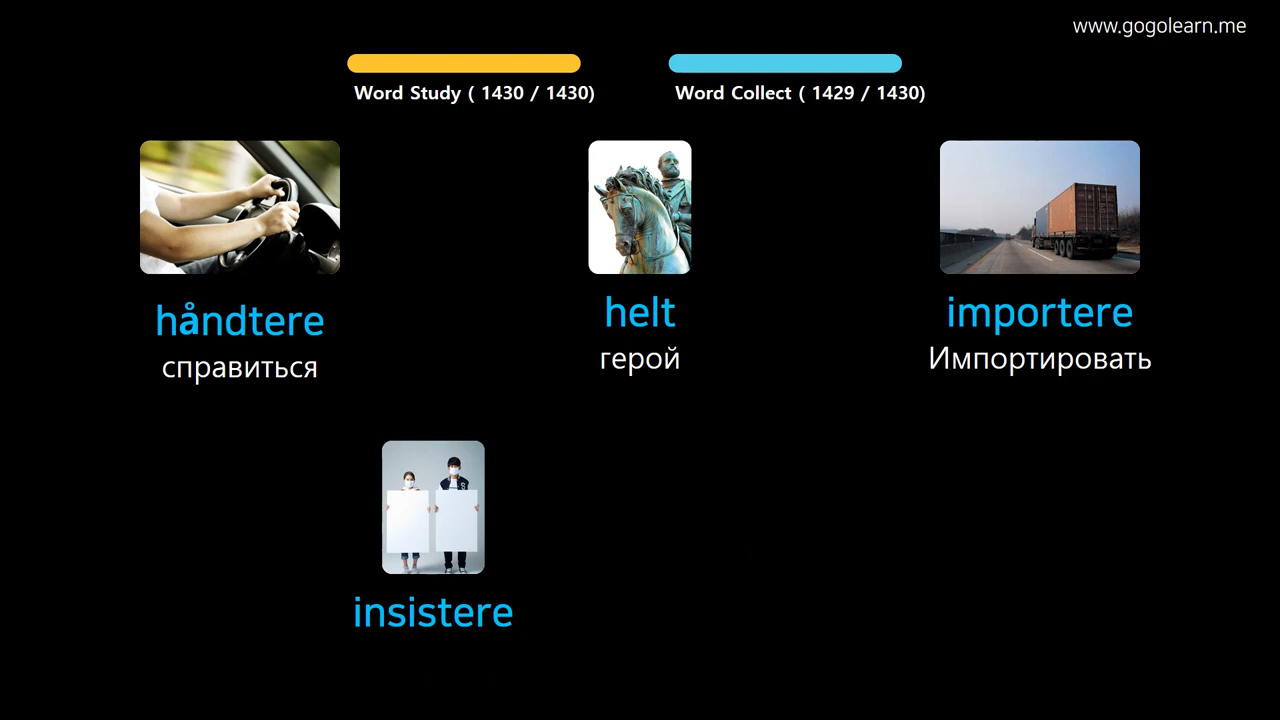 www.gogolearn.me
Word Study ( 1430 / 1430)
Word Collect ( 1429 / 1430)
håndtere
справиться
helt
герой
importere
Импортировать
insistere